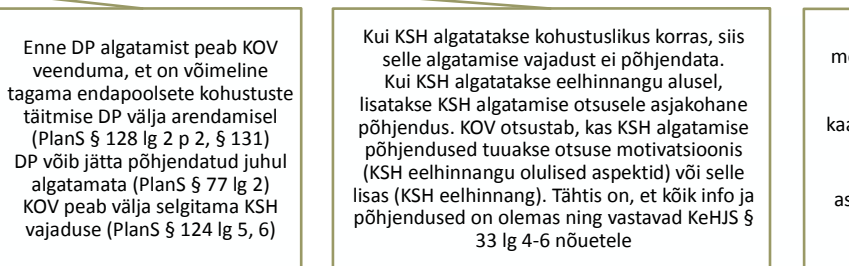 Enne DP algatamist peab KOV
veenduma, et on võimeline
tagama endapoolsete kohustuste
täitmise DP välja arendamisel
(PlanS § 128 lg 2 p 2, § 131)
DP võib jätta põhjendatud juhul
algatamata (PlanS § 77 lg 2)
KOV peab välja selgitama KSH
vajaduse (PlanS § 124 lg 5, 6)
Kui KSH algatatakse kohustuslikus korras, siis
selle algatamise vajadust ei põhjendata.
Kui KSH algatatakse eelhinnangu alusel,
lisatakse KSH algatamise otsusele asjakohane
põhjendus. KOV otsustab, kas KSH algatamise
põhjendused tuuakse otsuse motivatsioonis
(KSH eelhinnangu olulised aspektid) või selle
lisas (KSH eelhinnang). Tähtis on, et kõik info ja
põhjendused on olemas ning vastavad KeHJS §
33 lg 4-6 nõuetele